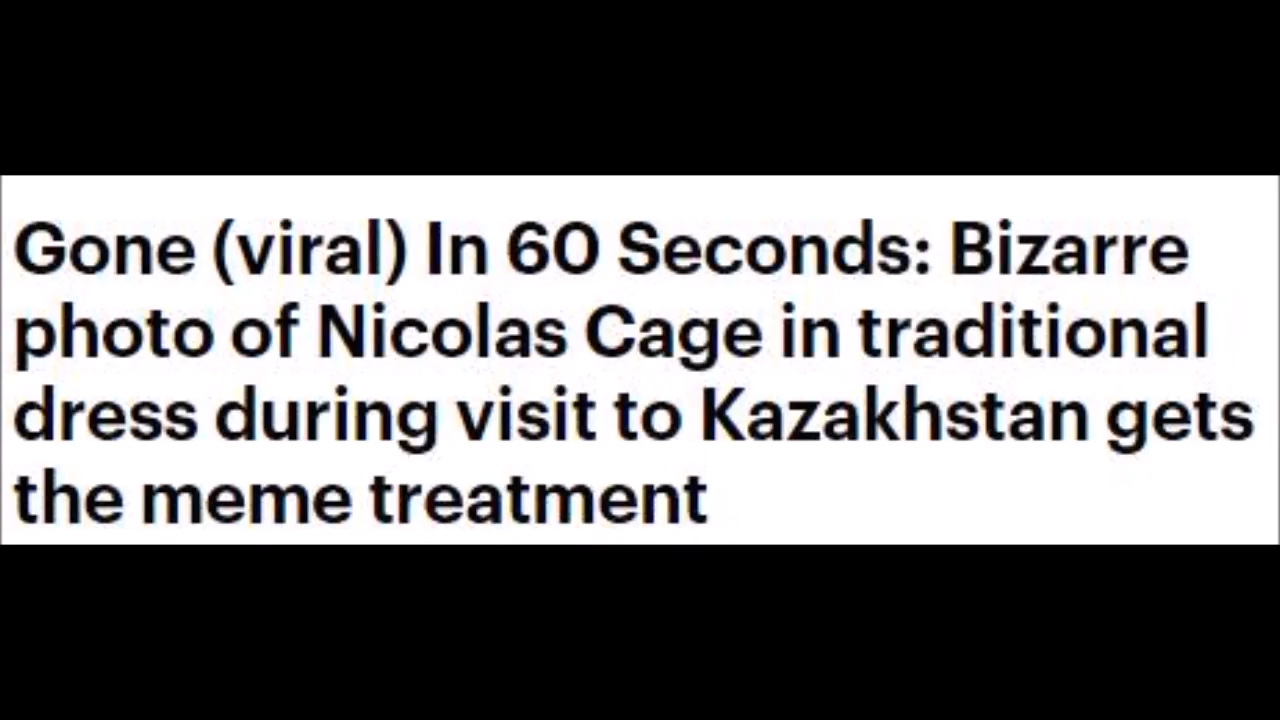 Gone (viral) In 60 Seconds: Bizarre
photo of Nicolas Cage in traditional
dress during visit to Kazakhstan gets
the meme treatment